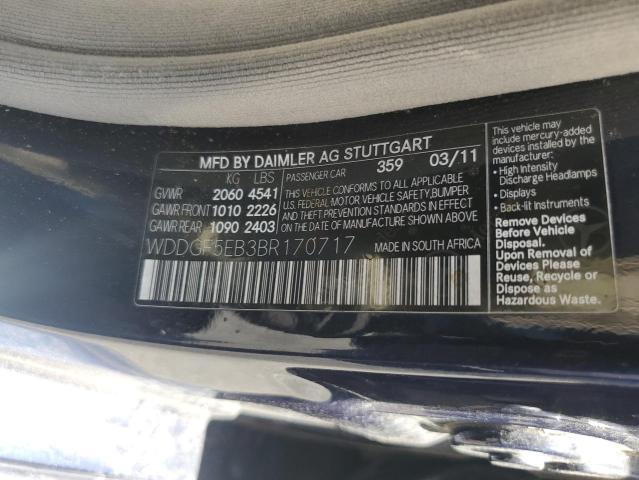 MFD BY DAIMLER AG STUTTGART
KG LBS PASSENGER CAR 359 03/11
GVWR 2060 4541
GAWR FRONT 1010 2226
GAWR REAR 1090 2403
THIS VEHICLE CONFORMS TO ALL APPLICABLE
U.S. FEDERAL MOTOR VEHICLE SAFETY, BUMPER
AND THEFT PREVENTION STANDARDS IN EFFECT
ON THE DATE OF MANUFACTURE SHOWN ABOVE.
WDDGF5EB3BR170717 MADE IN SOUTH AFRICA
This vehicle may
include mercury-added
devices installed by the
manufacturer:
• High Intensity
Discharge Headlamps
• Displays
• Back-lit Instruments
Remove Devices
Before Vehicle
Disposal.
Upon Removal of
Devices Please
Reuse, Recycle or
Dispose as
Hazardous Waste.